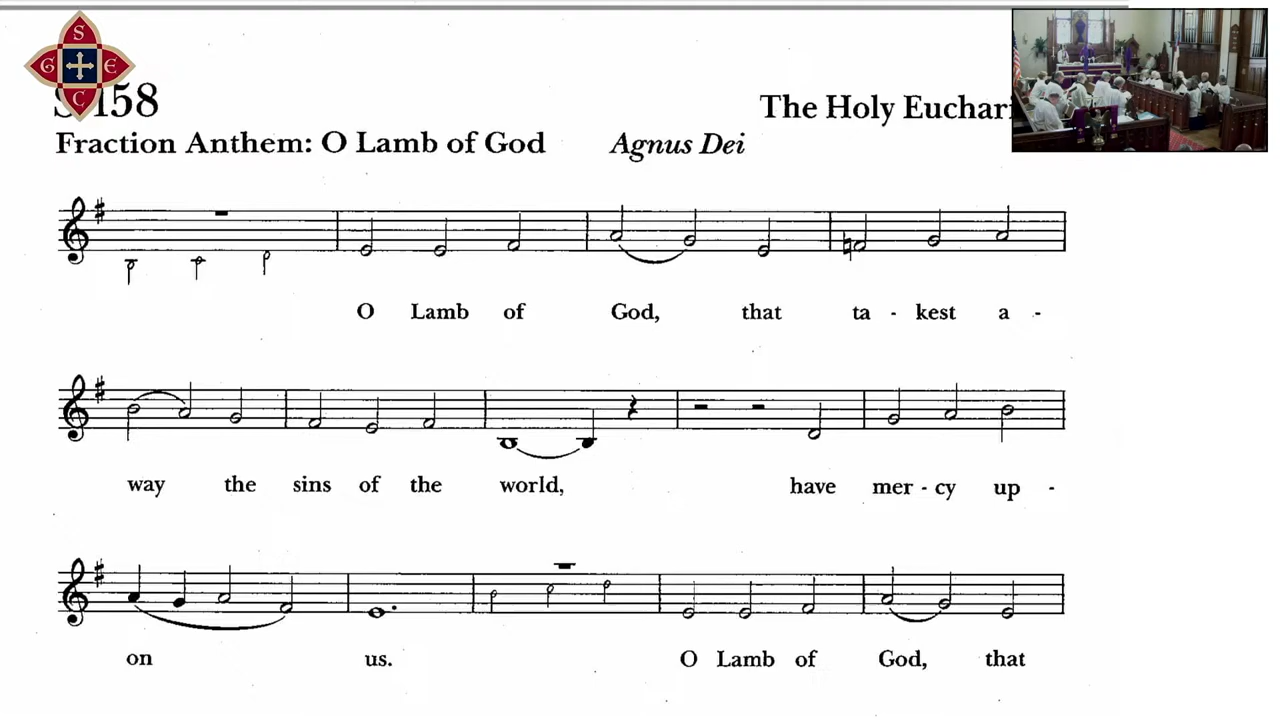 S
G E
C
S 158
The Holy Euchari
Fraction Anthem: O Lamb of God Agnus Dei
O Lamb of God, that ta - kest a -
way the sins of the world, have mer - cy up -
on us. O Lamb of God, that